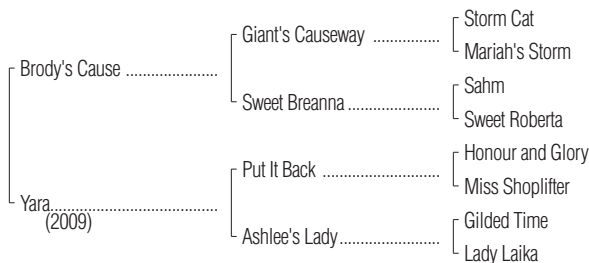 Storm Cat
Giant's Causeway ................
Mariah's Storm
Brody's Cause ......................
Sahm
Sweet Breanna......................
Sweet Roberta
Honour and Glory
Put It Back ............................
Miss Shoplifter
Yara........................................
(2009)
Gilded Time
Ashlee's Lady........................
Lady Laika